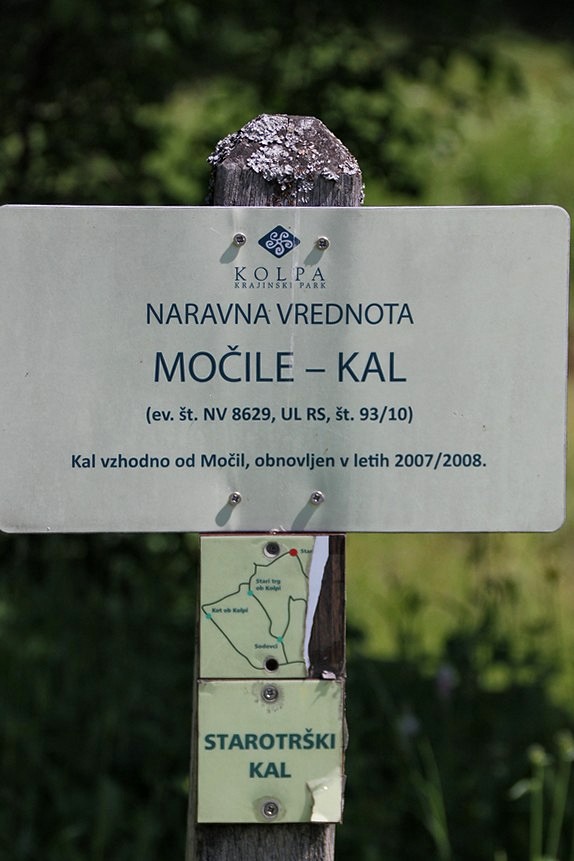 KOLPA
KRAJINSKI PARK
NARAVNA VREDNOTA
MOČILE – KAL
(ev. št. NV 8629, UL RS, št. 93/10)
Kal vzhodno od Močil, obnovljen v letih 2007/2008.
Stari trg
ob Kolpi
Kot ob Kolpi
Sodevci
STAROTRŠKI
KAL